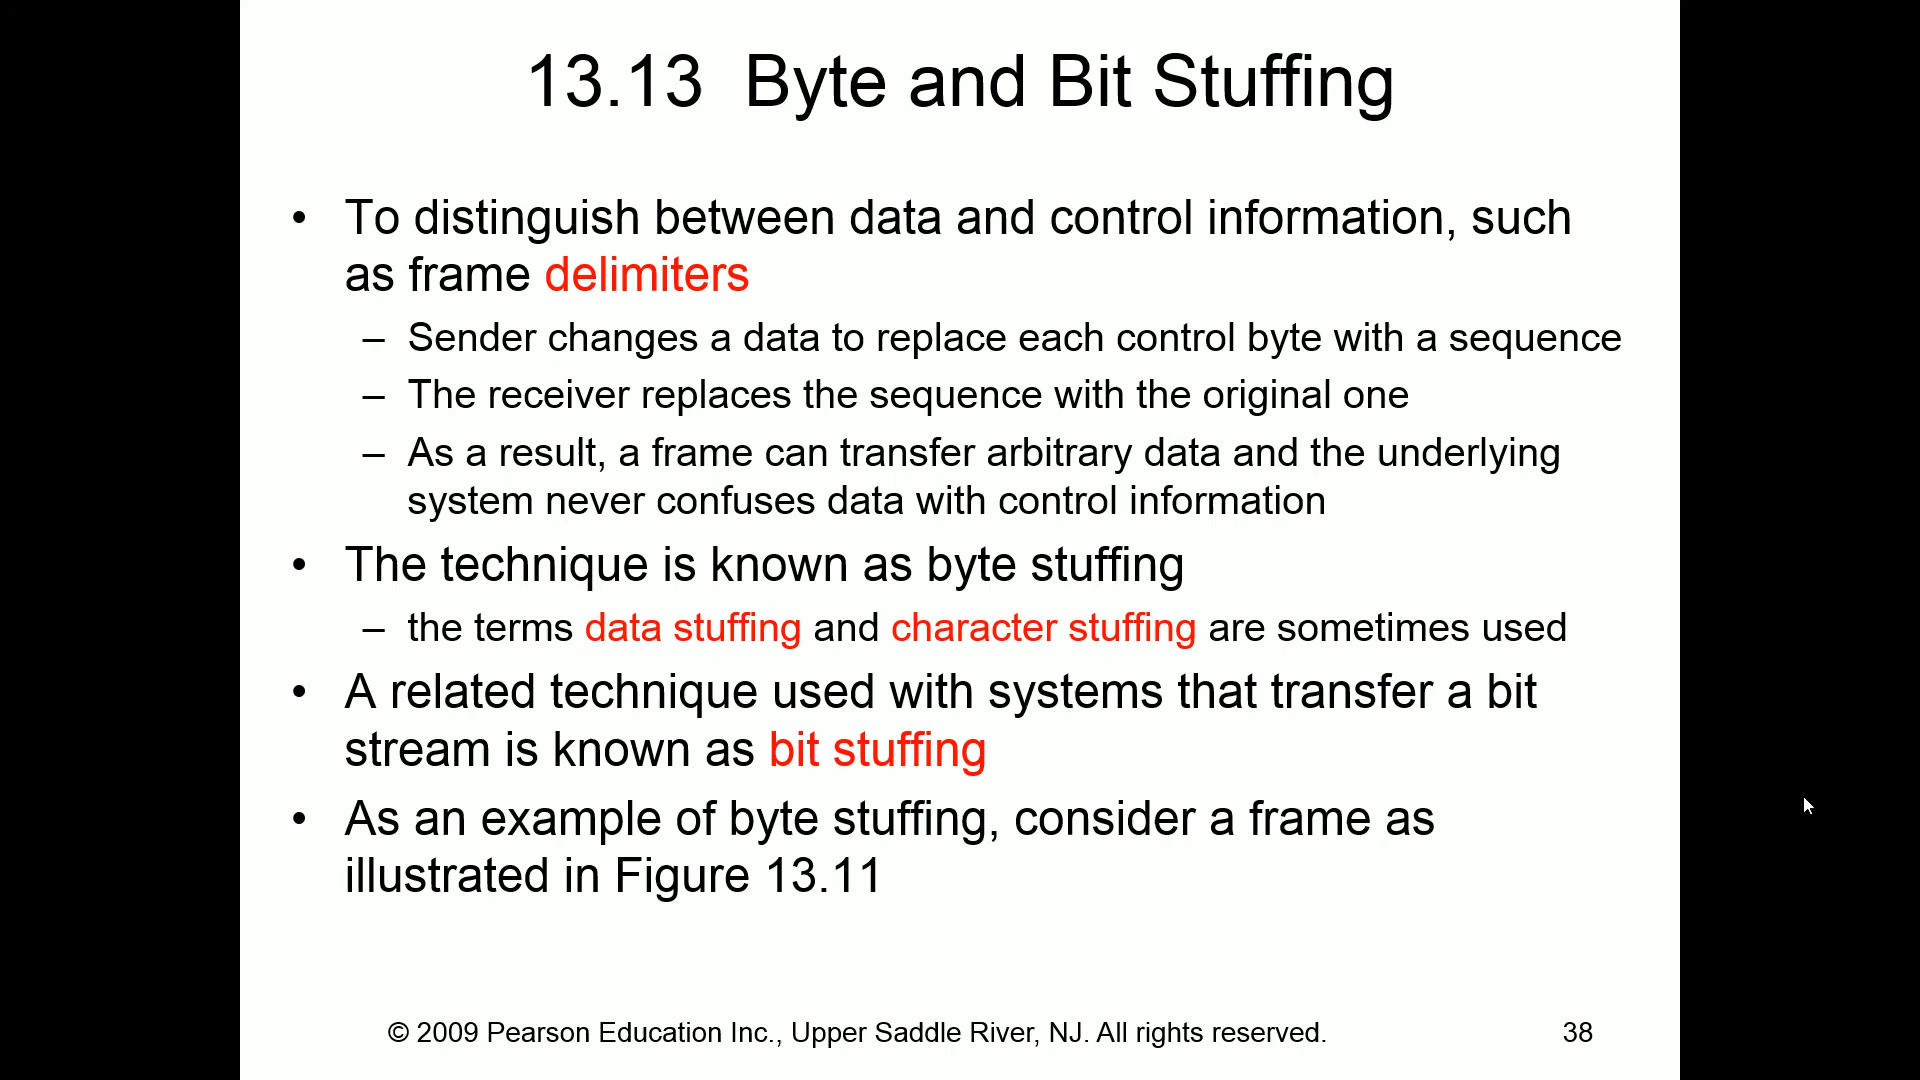 13.13 Byte and Bit Stuffing
• To distinguish between data and control information, such
as frame delimiters
– Sender changes a data to replace each control byte with a sequence
– The receiver replaces the sequence with the original one
– As a result, a frame can transfer arbitrary data and the underlying
system never confuses data with control information
• The technique is known as byte stuffing
– the terms data stuffing and character stuffing are sometimes used
• A related technique used with systems that transfer a bit
stream is known as bit stuffing
• As an example of byte stuffing, consider a frame as
illustrated in Figure 13.11
© 2009 Pearson Education Inc., Upper Saddle River, NJ. All rights reserved. 38